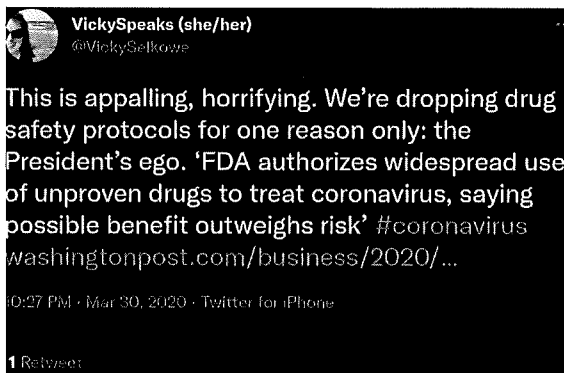 VickySpeaks (she/her)
@VickySelkowe
This is appalling, horrifying. We're dropping drug
safety protocols for one reason only: the
President's ego. ‘FDA authorizes widespread use
of unproven drugs to treat coronavirus, saying
possible benefit outweighs risk’ #coronavirus
washingtonpost.com/business/2020/...
10:27 PM · Mar 30, 2020 · Twitter for iPhone
1 Retweet